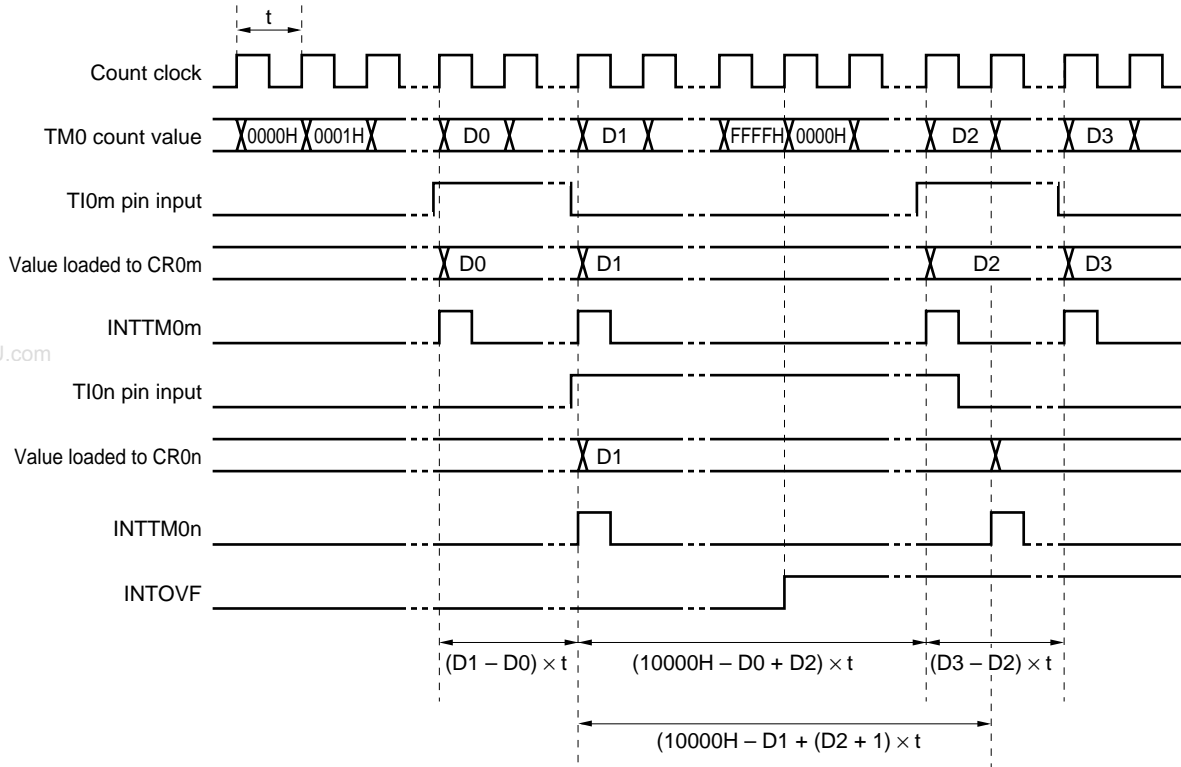 t
Count clock
TM0 count value 0000H 0001H D0 D1 FFFFH 0000H D2 D3
TI0m pin input
Value loaded to CR0m D0 D1 D2 D3
INTTM0m
J.com
TI0n pin input
Value loaded to CR0n D1
INTTM0n
INTOVF
(D1 – D0) × t (10000H – D0 + D2) × t (D3 – D2) × t
(10000H – D1 + (D2 + 1) × t